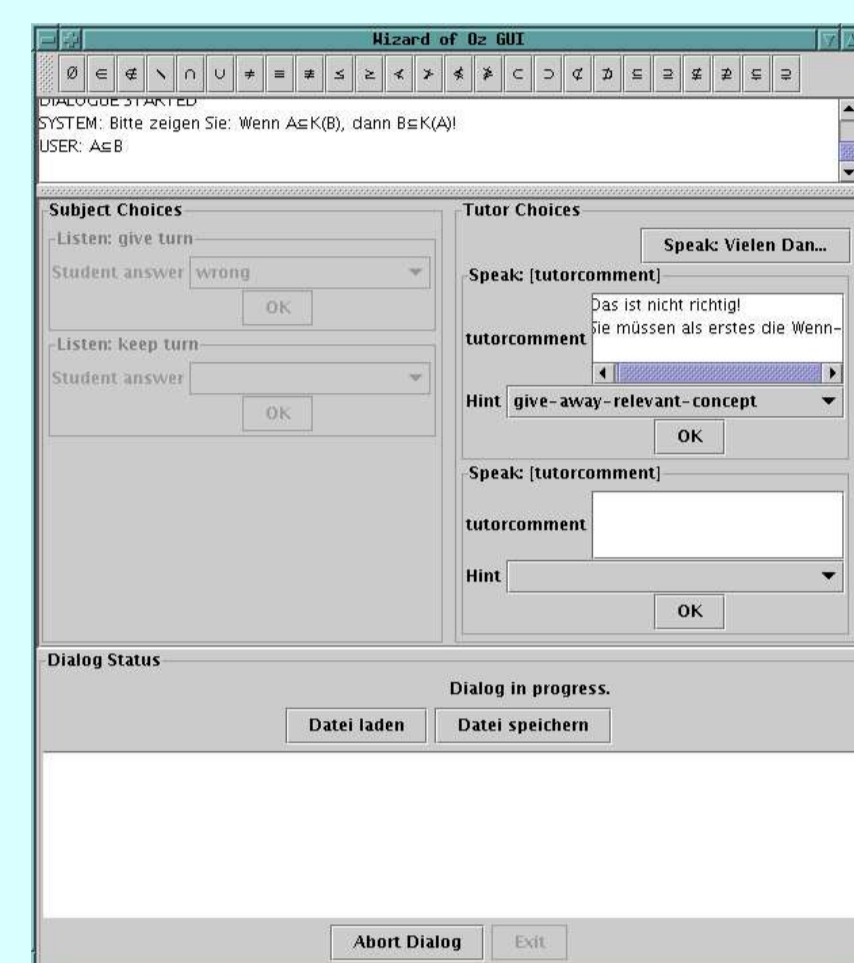 Wizard of Oz GUI
∅ ∈ ∉ \ ∩ ∪ ≠ ≡ ≢ ≤ ≥ ⊂ ⊃ ⊄ ⊅ ⊆ ⊇ ⊈ ⊉ ⊊ ⊋
DIALOGUE STARTED
SYSTEM: Bitte zeigen Sie: Wenn A⊆K(B), dann B⊆K(A)!
USER: A⊆B
Subject Choices
Listen: give turn
Student answer wrong
OK
Listen: keep turn
Student answer
OK
Tutor Choices
Speak: Vielen Dan...
Speak: [tutorcomment]
Das ist nicht richtig!
Sie müssen als erstes die Wenn-
tutorcomment
Hint give-away-relevant-concept
OK
Speak: [tutorcomment]
tutorcomment
Hint
OK
Dialog Status
Dialog in progress.
Datei laden Datei speichern
Abort Dialog Exit